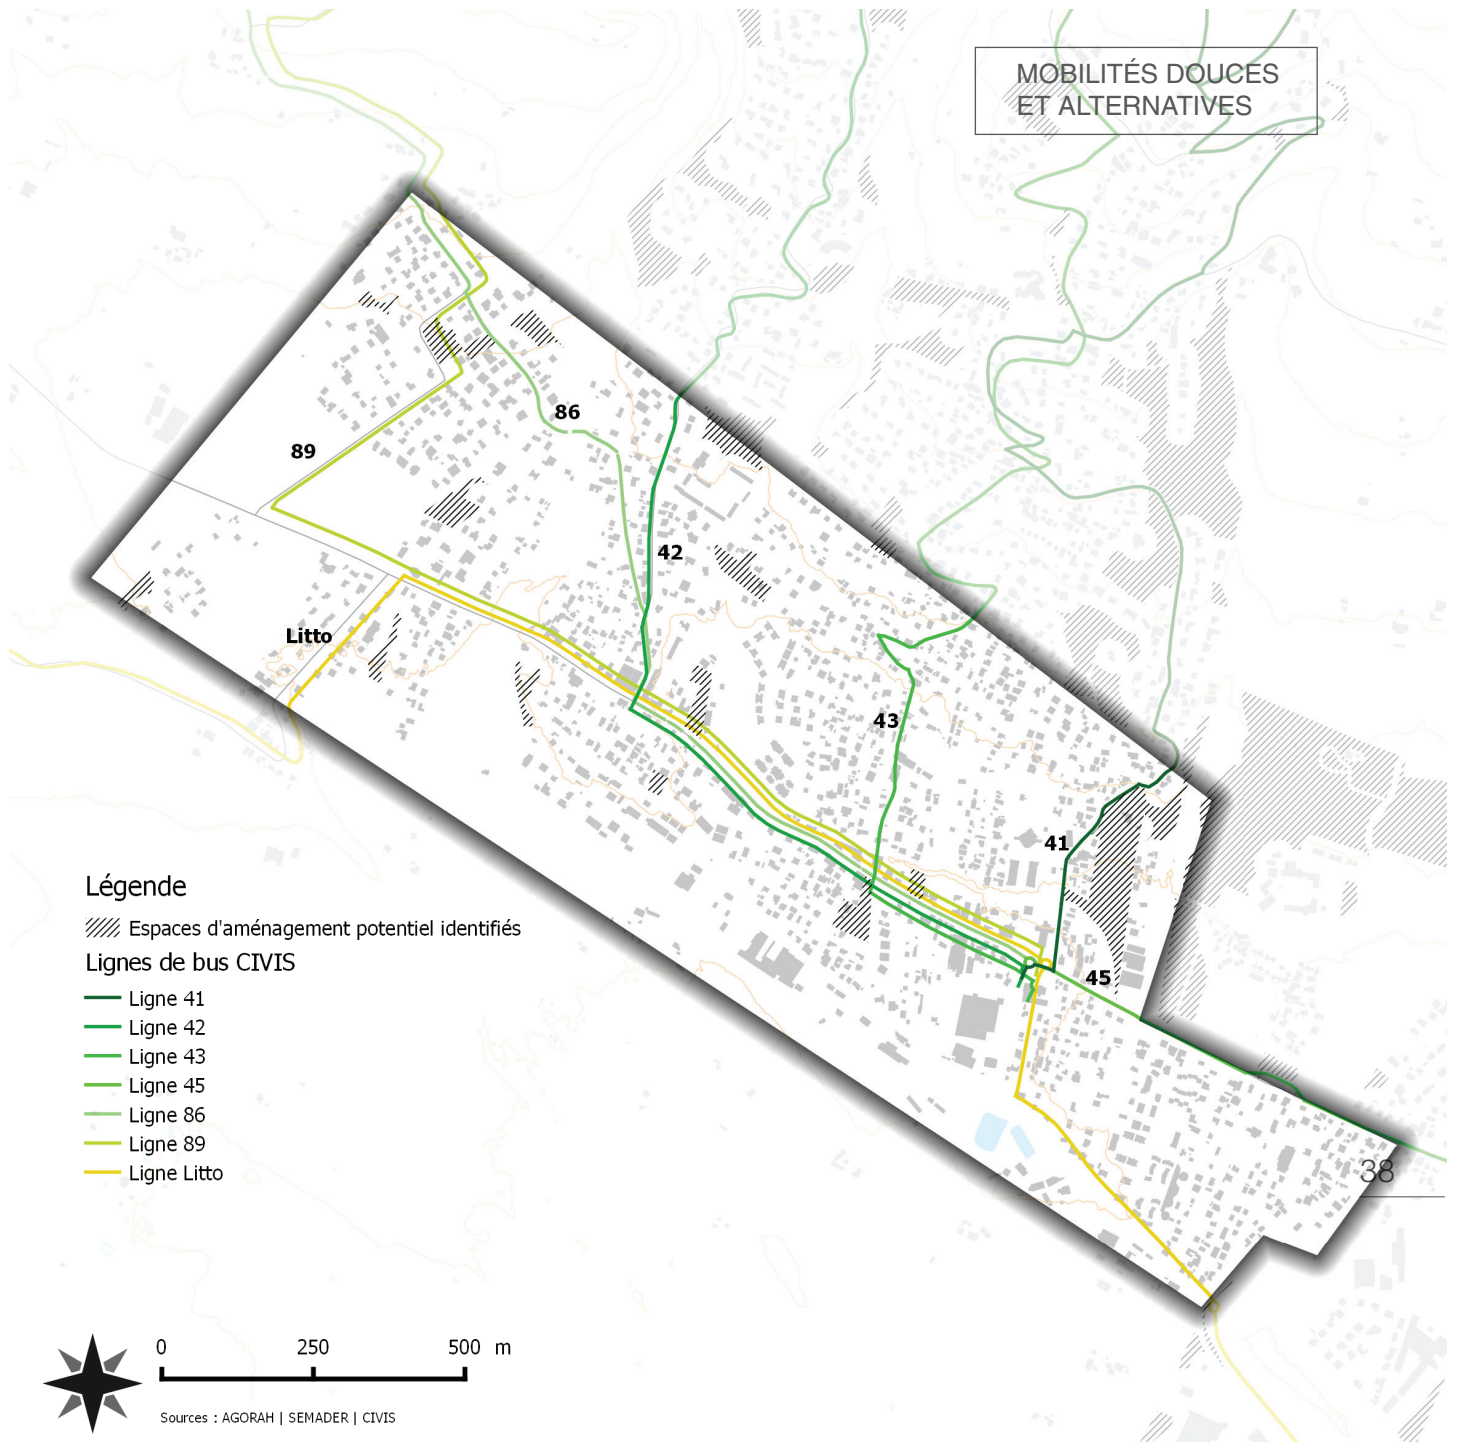 MOBILITÉS DOUCES
ET ALTERNATIVES
86
89
42
Litto
43
41
45
38
Légende
Espaces d'aménagement potentiel identifiés
Lignes de bus CIVIS
Ligne 41
Ligne 42
Ligne 43
Ligne 45
Ligne 86
Ligne 89
Ligne Litto
0 250 500 m
Sources : AGORAH | SEMADER | CIVIS